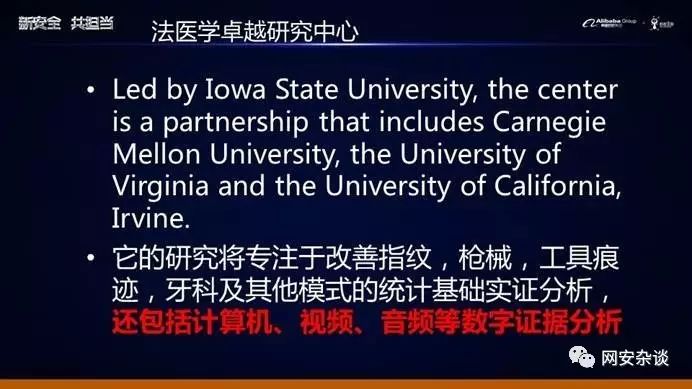 新安全 共担当
法医学卓越研究中心
Alibaba Group
• Led by Iowa State University, the center
is a partnership that includes Carnegie
Mellon University, the University of
Virginia and the University of California,
Irvine.
• 它的研究将专注于改善指纹，枪械，工具痕
迹，牙科及其他模式的统计基础实证分析，
还包括计算机、视频、音频等数字证据分析
网安杂谈